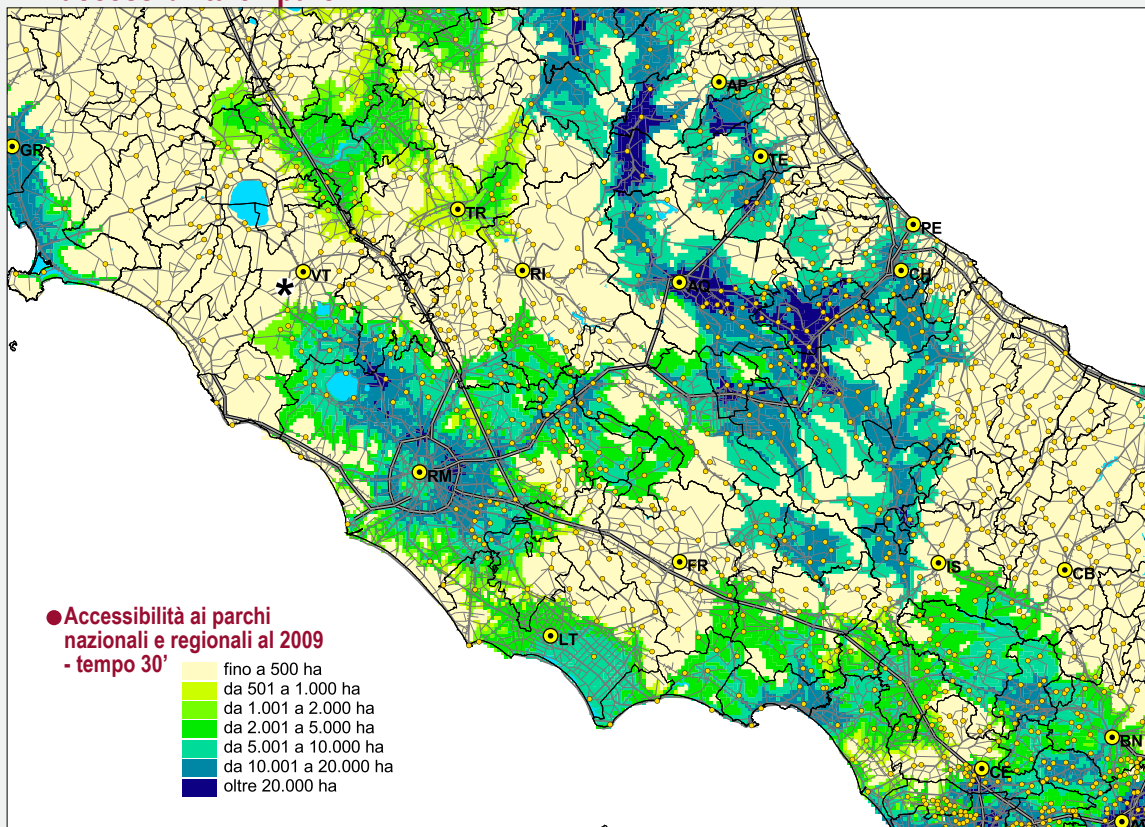 AP
GR
TE
TR
PE
VT
RI
CH
AQ
*
RM
FR
IS
CB
● Accessibilità ai parchi
nazionali e regionali al 2009
- tempo 30'
LT
fino a 500 ha
da 501 a 1.000 ha
da 1.001 a 2.000 ha
da 2.001 a 5.000 ha
da 5.001 a 10.000 ha
da 10.001 a 20.000 ha
oltre 20.000 ha
BN
CE